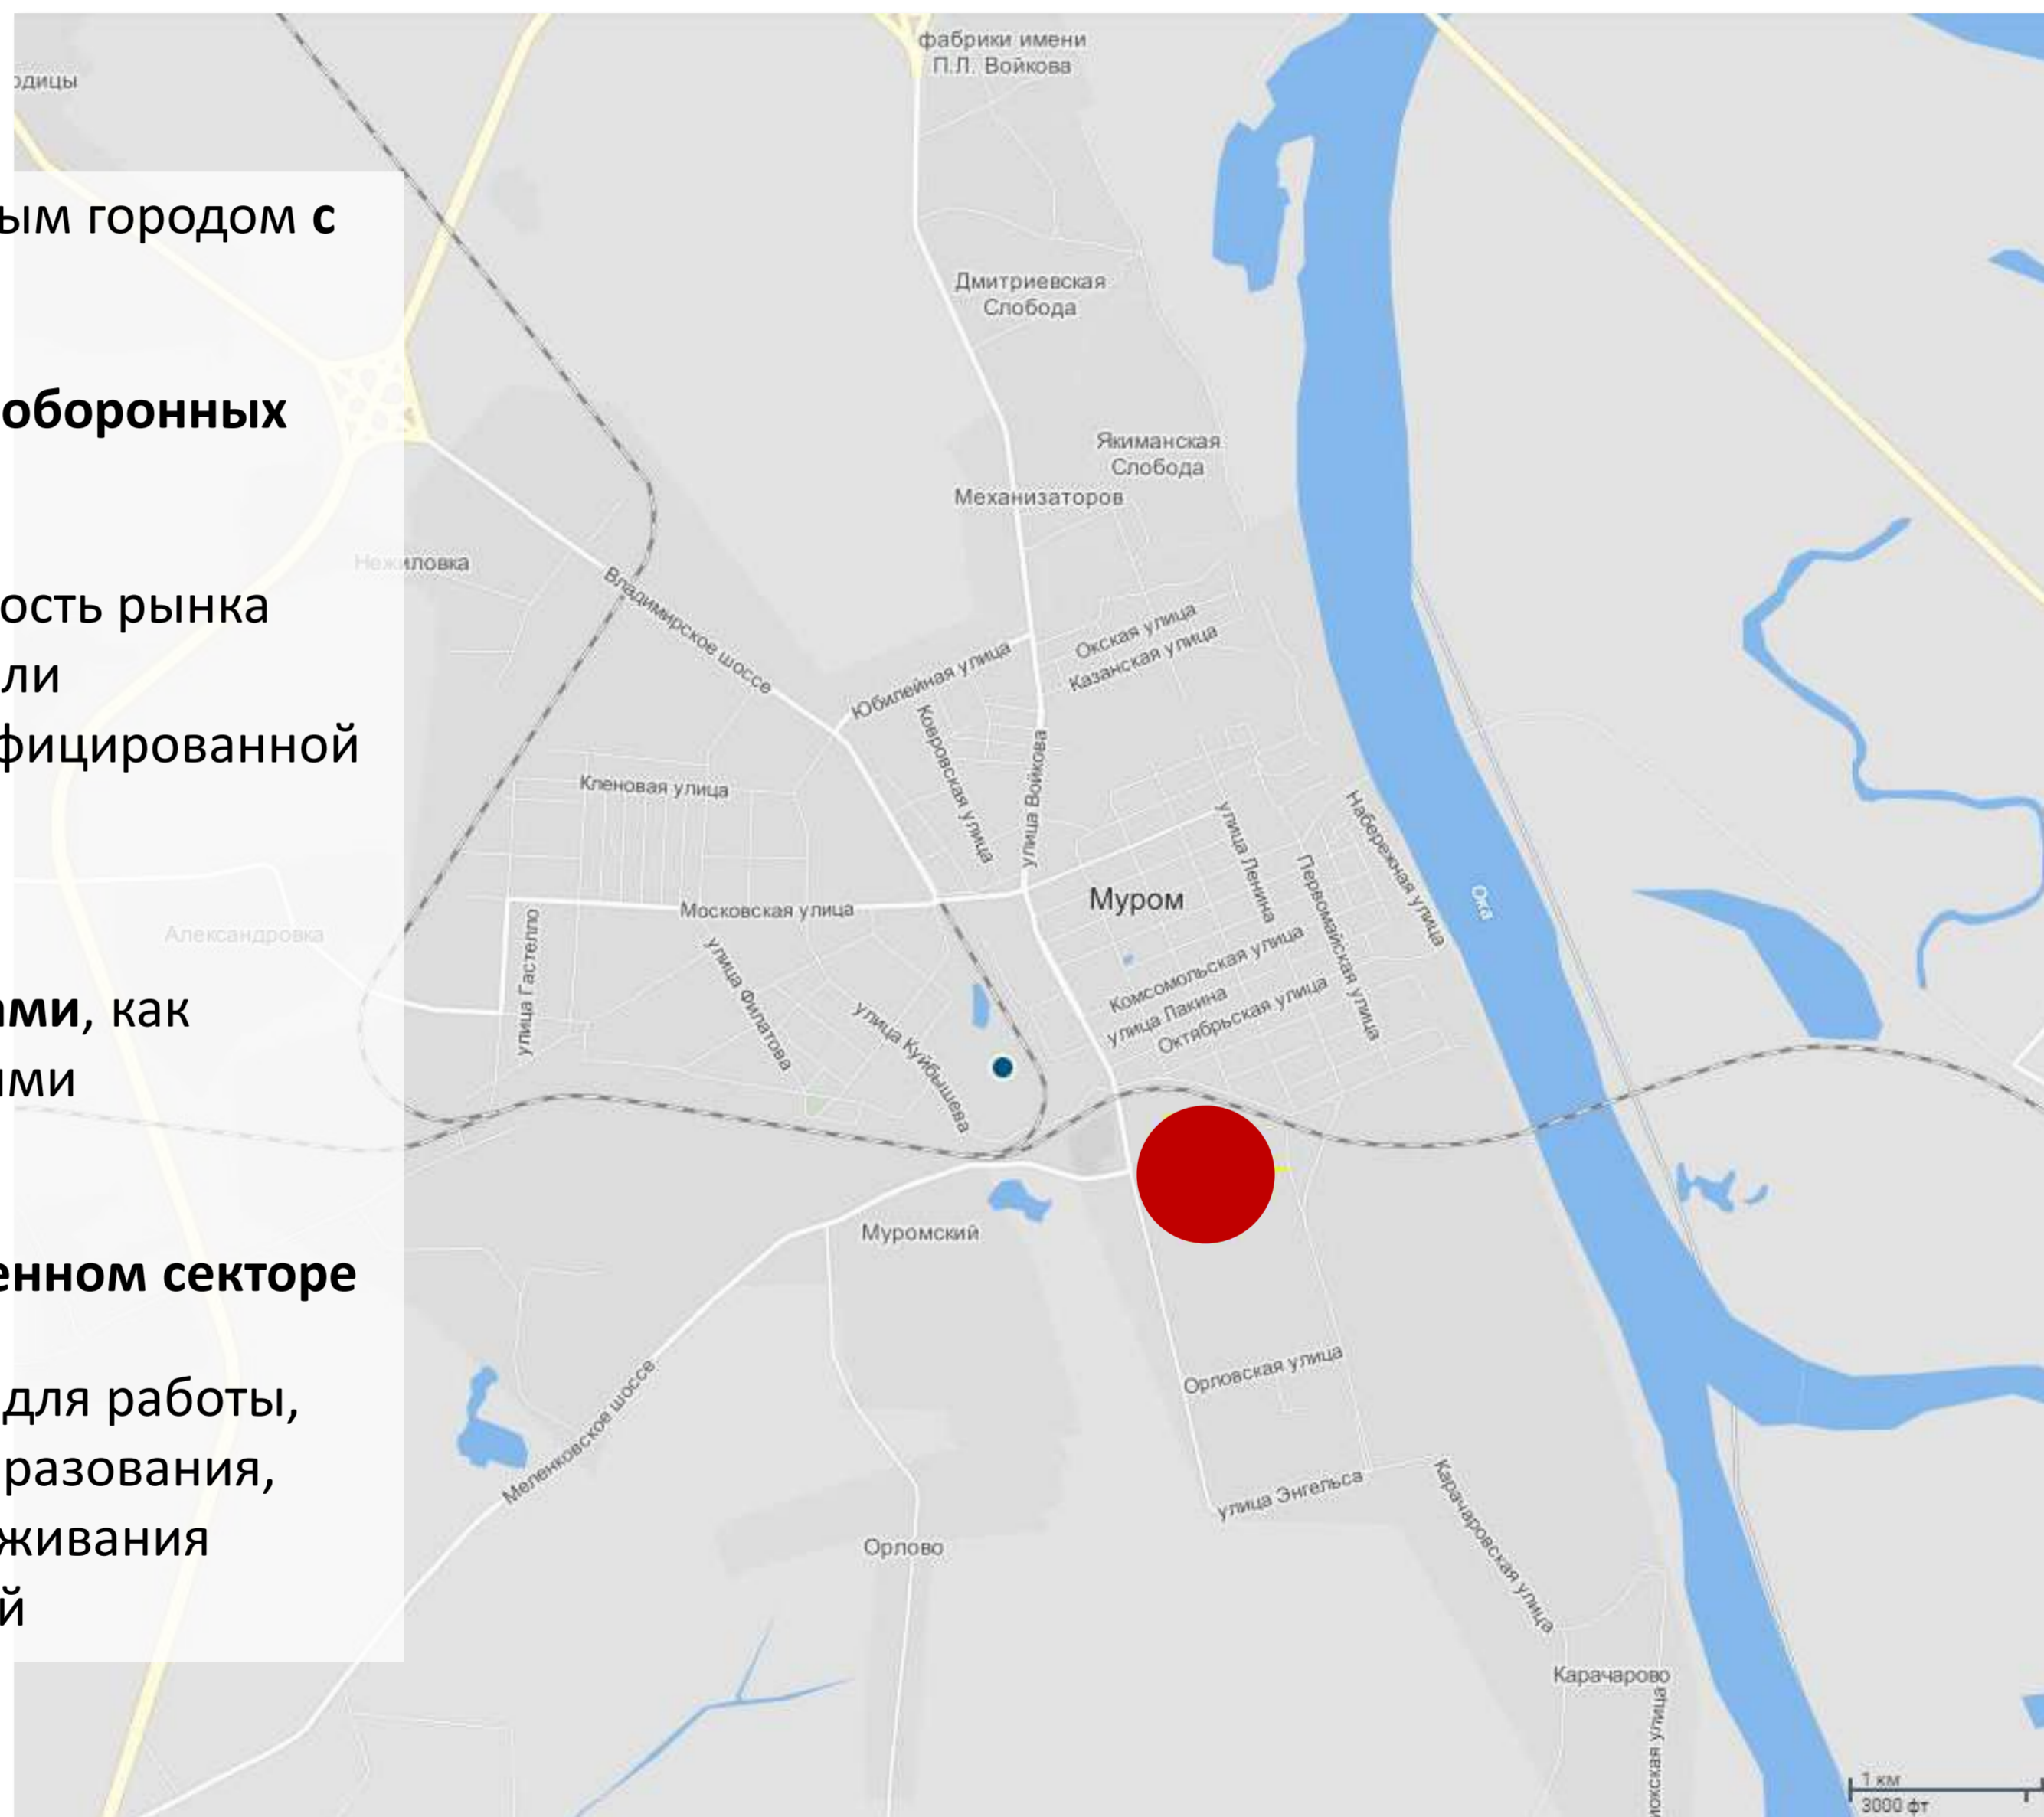 ым городом с
оборонных
ость рынка
ли
фицированной
ами, как
ими
енном секторе
для работы,
разования,
живания
й
одицы
фабрики имени
П.Л. Войкова
Дмитриевская
Слобода
Якиманская
Слобода
Механизаторов
Нежиловка
Владимирское шоссе
Окская улица
Казанская улица
Юбилейная улица
Ковровская улица
улица Войкова
Кленовая улица
улица Ленина
Набережная улица
Первомайская улица
Муром
Ока
Московская улица
Александровка
улица Гастелло
улица Филатова
улица Куйбышева
Комсомольская улица
улица Лакина
Октябрьская улица
Муромский
Орловская улица
Меленковское шоссе
улица Энгельса
Орлово
Карачаровская улица
Карачарово
окская улица
1 км
3000 фт